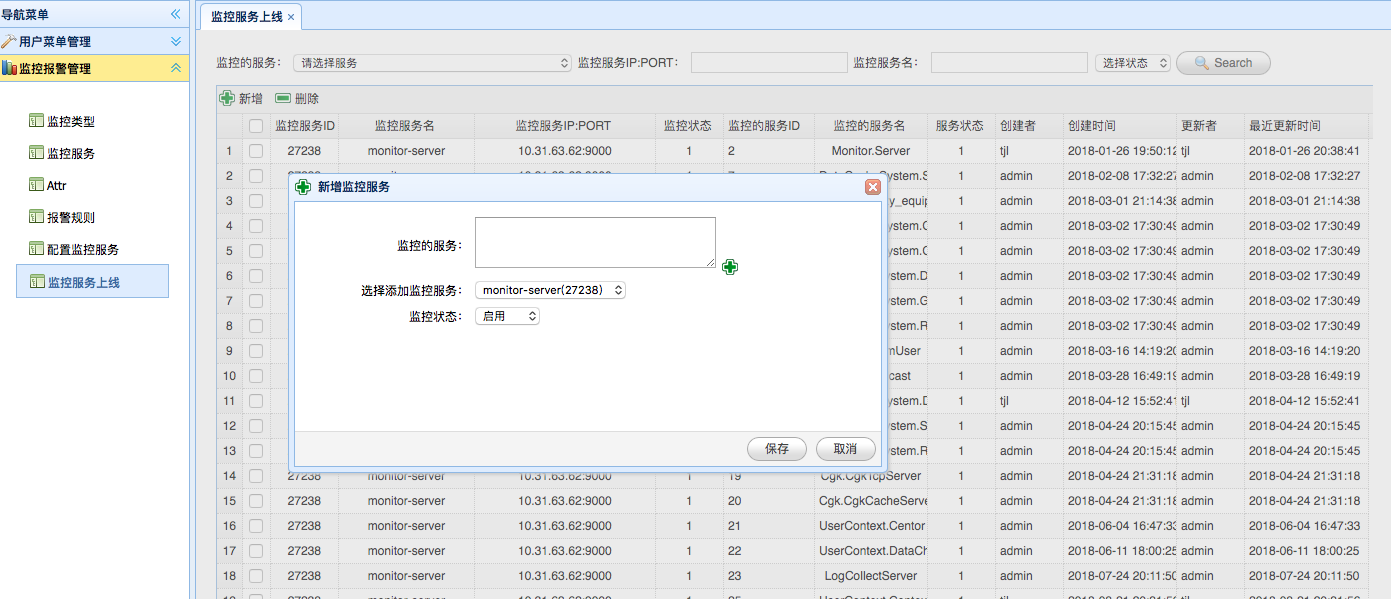 导航菜单
用户菜单管理
监控报警管理
监控类型
监控服务
Attr
报警规则
配置监控服务
监控服务上线
监控服务上线 ×
监控的服务: 请选择服务 监控服务IP:PORT: 监控服务名: 选择状态 Search
新增 删除
监控服务ID 监控服务名 监控服务IP:PORT 监控状态 监控的服务ID 监控的服务名 服务状态 创建者 创建时间 更新者 最近更新时间
1 27238 monitor-server 10.31.63.62:9000 1 2 Monitor.Server 1 tjl 2018-01-26 19:50:12 tjl 2018-01-26 20:38:41
2 1 admin 2018-02-08 17:32:27 admin 2018-02-08 17:32:27
3 y_equip 1 admin 2018-03-01 21:14:38 admin 2018-03-01 21:14:38
4 1 admin 2018-03-02 17:30:49 admin 2018-03-02 17:30:49
5 1 admin 2018-03-02 17:30:49 admin 2018-03-02 17:30:49
6 ystem.D 1 admin 2018-03-02 17:30:49 admin 2018-03-02 17:30:49
7 ystem.G 1 admin 2018-03-02 17:30:49 admin 2018-03-02 17:30:49
8 ystem.R 1 admin 2018-03-02 17:30:49 admin 2018-03-02 17:30:49
9 nUser 1 admin 2018-03-16 14:19:20 admin 2018-03-16 14:19:20
10 cast 1 admin 2018-03-28 16:49:19 admin 2018-03-28 16:49:19
11 ystem.D 1 tjl 2018-04-12 15:52:41 tjl 2018-04-12 15:52:41
12 ystem.S 1 admin 2018-04-24 20:15:45 admin 2018-04-24 20:15:45
13 ystem.R 1 admin 2018-04-24 20:15:45 admin 2018-04-24 20:15:45
14 27238 monitor-server 10.31.63.62:9000 1 19 Cgk.CgkTcpServer 1 admin 2018-04-24 21:31:18 admin 2018-04-24 21:31:18
15 27238 monitor-server 10.31.63.62:9000 1 20 Cgk.CgkCacheServe 1 admin 2018-04-24 21:31:18 admin 2018-04-24 21:31:18
16 27238 monitor-server 10.31.63.62:9000 1 21 UserContext.Centor 1 admin 2018-06-04 16:47:33 admin 2018-06-04 16:47:33
17 27238 monitor-server 10.31.63.62:9000 1 22 UserContext.DataCh 1 admin 2018-06-11 18:00:25 admin 2018-06-11 18:00:25
18 27238 monitor-server 10.31.63.62:9000 1 23 LogCollectServer 1 admin 2018-07-24 20:11:50 admin 2018-07-24 20:11:50
新增监控服务
监控的服务:
选择添加监控服务: monitor-server(27238)
监控状态: 启用
保存 取消